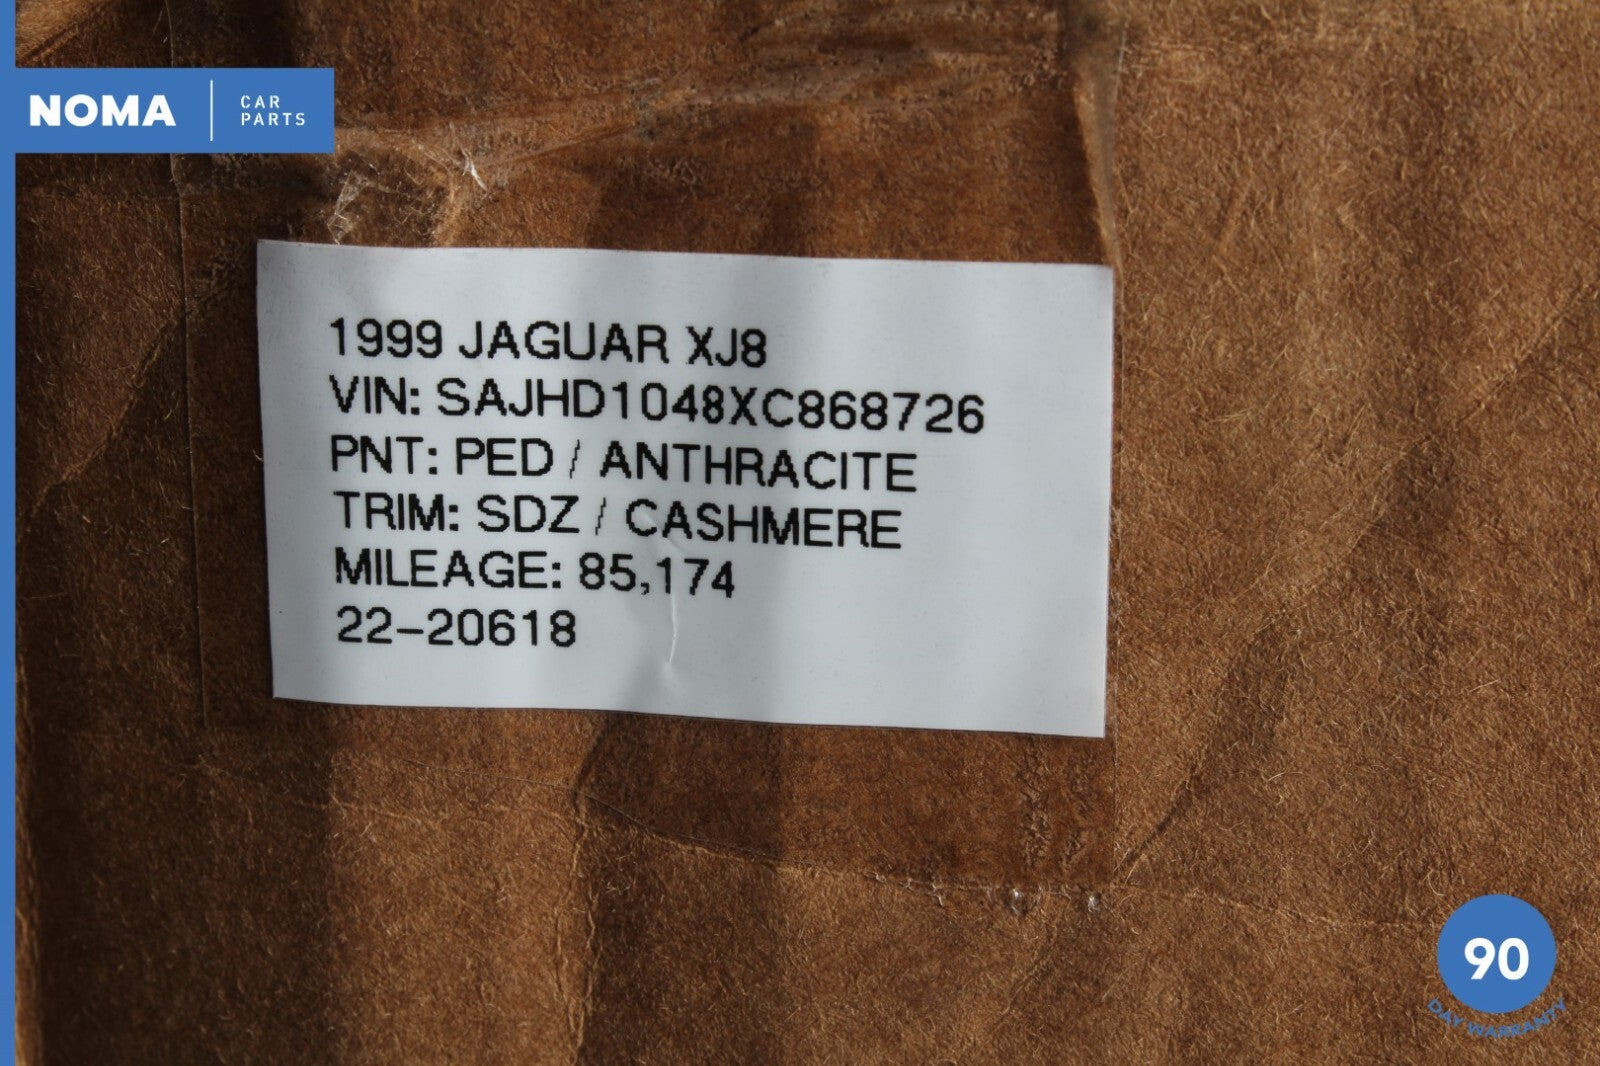 NOMA
CAR
PARTS
1999 JAGUAR XJ8
VIN: SAJHD1048XC868726
PNT: PED / ANTHRACITE
TRIM: SDZ / CASHMERE
MILEAGE: 85,174
22-20618
90
DAY WARRANTY